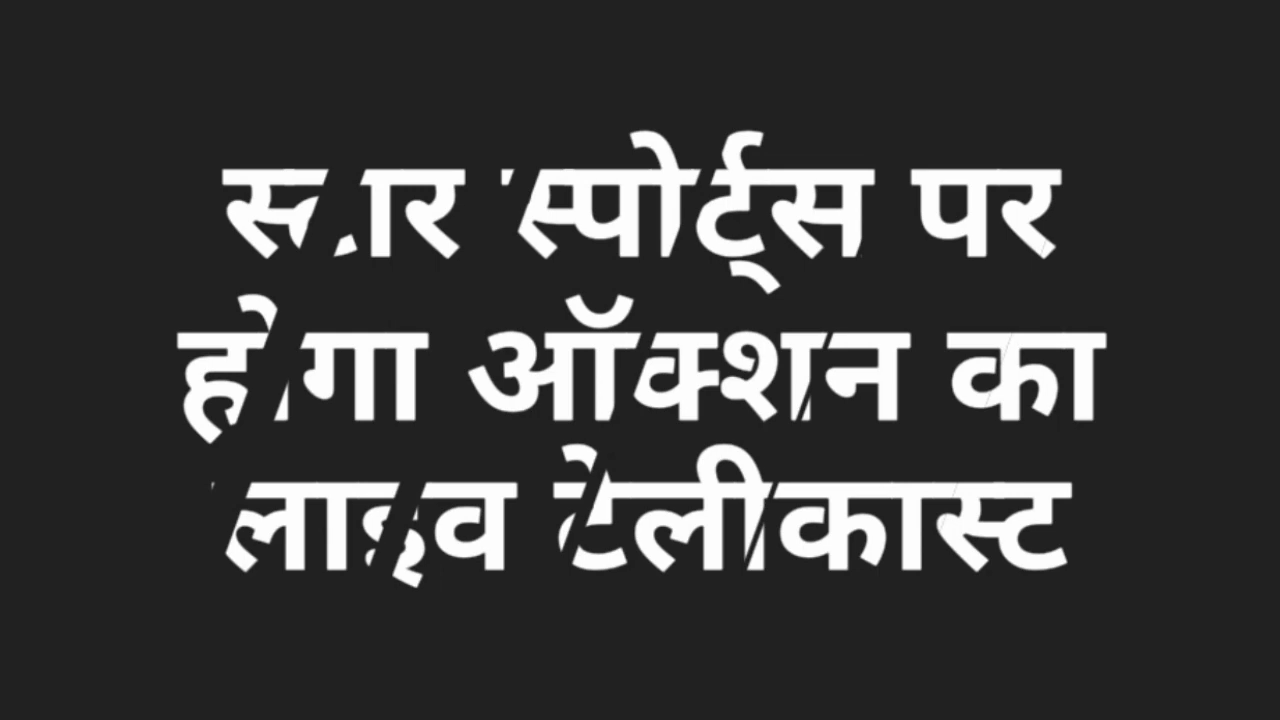 स्टार स्पोर्ट्स पर
होगा ऑक्शन का
लाइव टेलीकास्ट